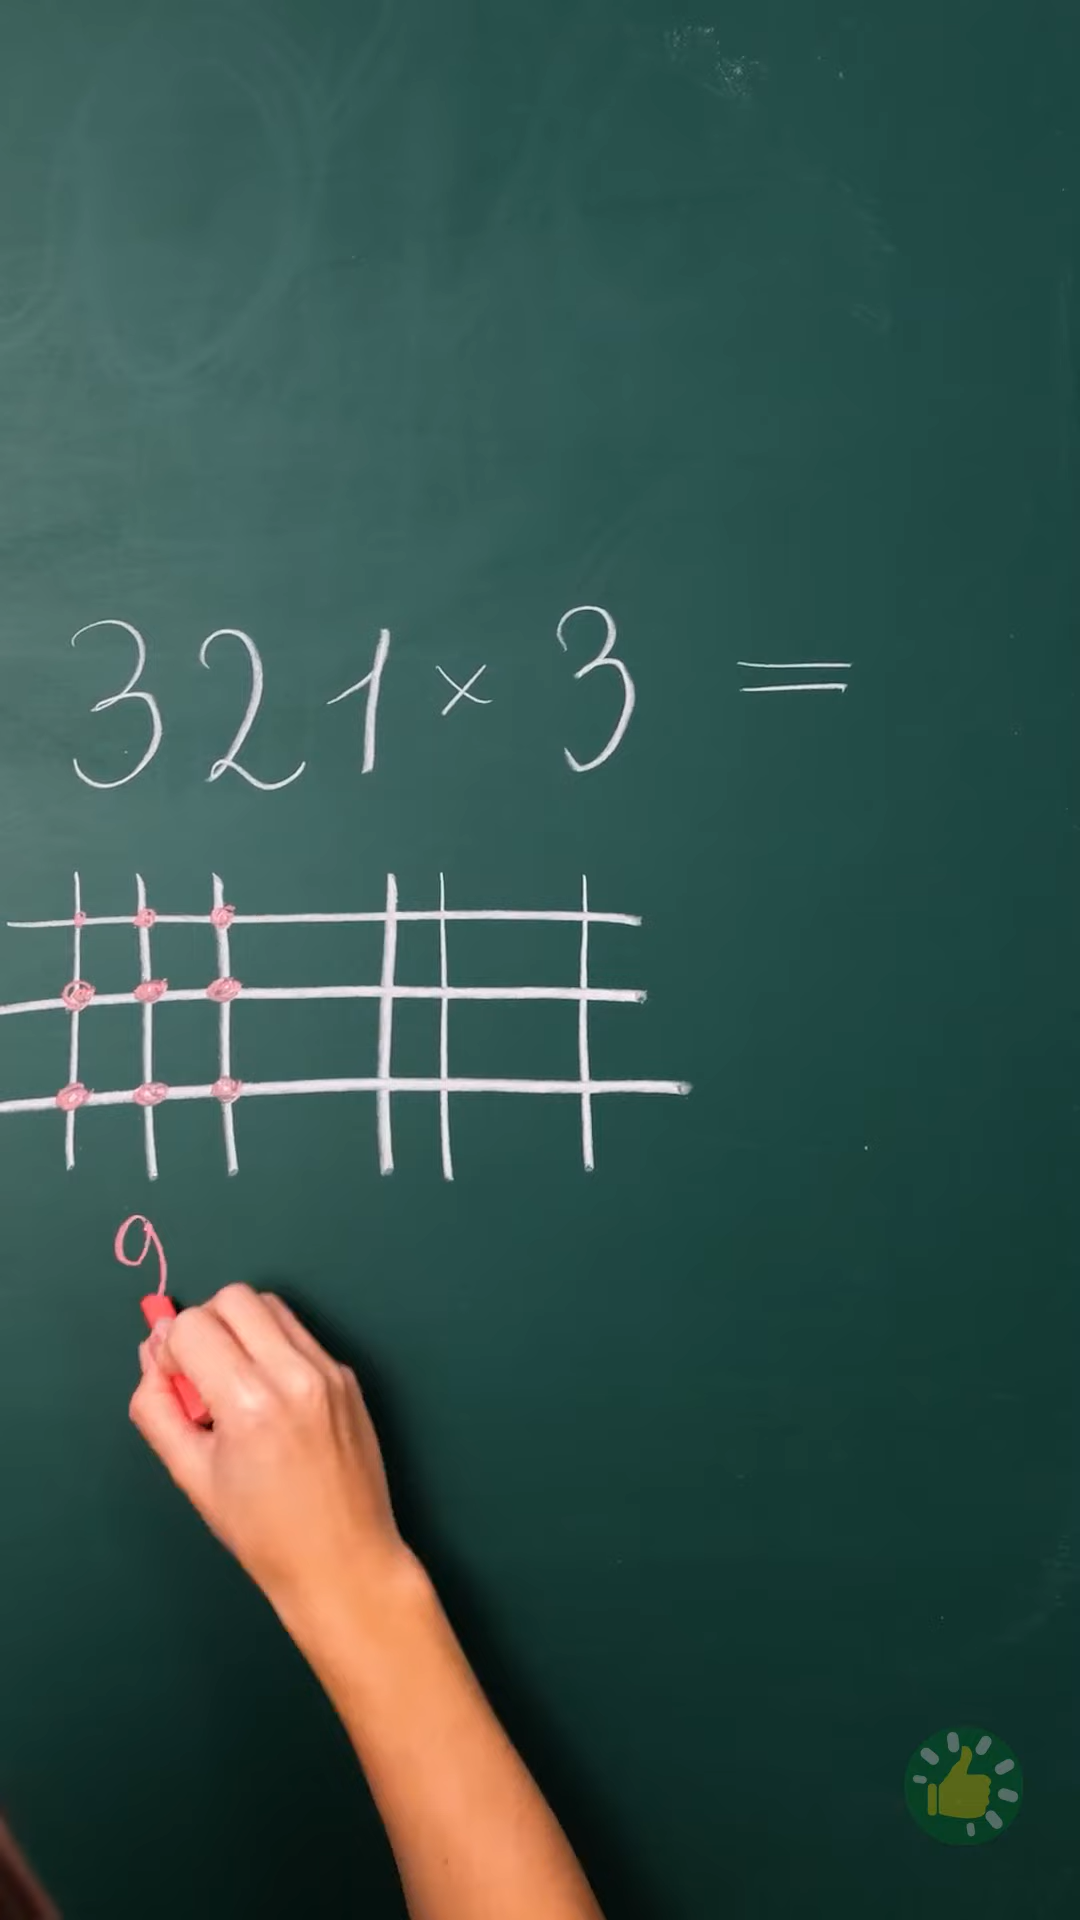 321 × 3 =
9